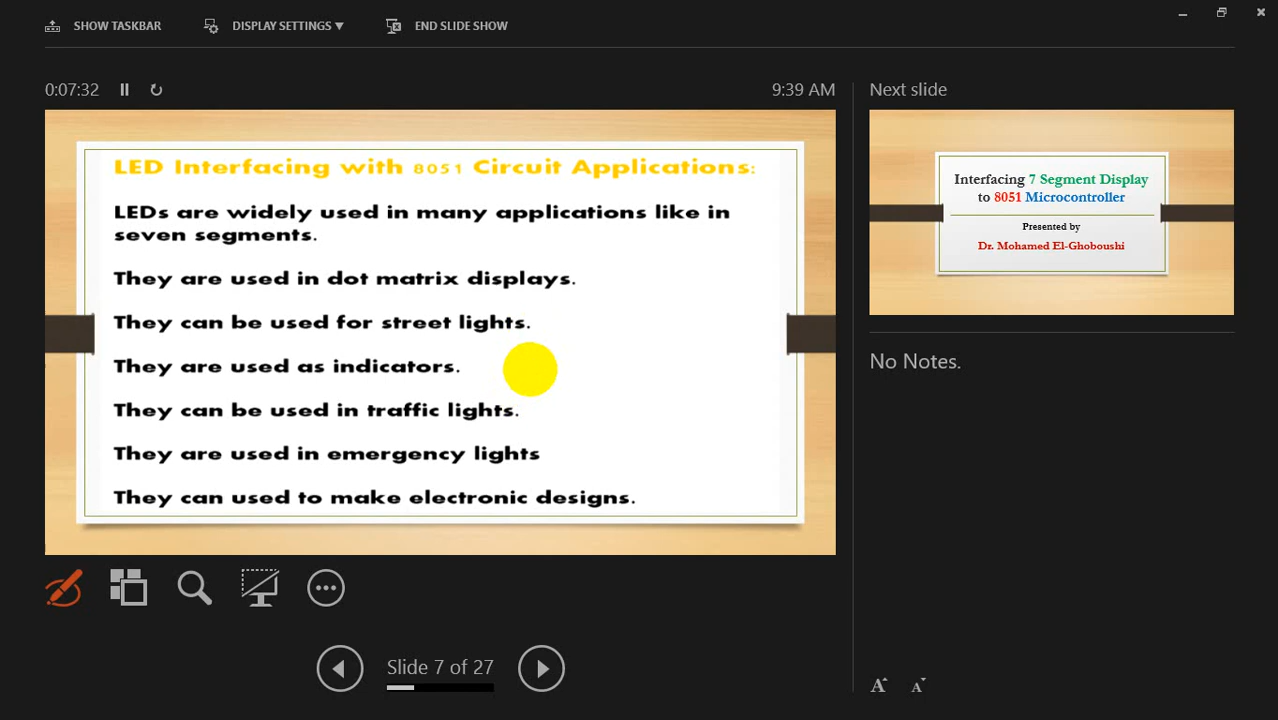 SHOW TASKBAR
DISPLAY SETTINGS ▼
END SLIDE SHOW
0:07:32
9:39 AM
LED Interfacing with 8051 Circuit Applications:
LEDs are widely used in many applications like in
seven segments.
They are used in dot matrix displays.
They can be used for street lights.
They are used as indicators.
They can be used in traffic lights.
They are used in emergency lights
They can used to make electronic designs.
Slide 7 of 27
Next slide
Interfacing 7 Segment Display
to 8051 Microcontroller
Presented by
Dr. Mohamed El-Ghoboushi
No Notes.
A A